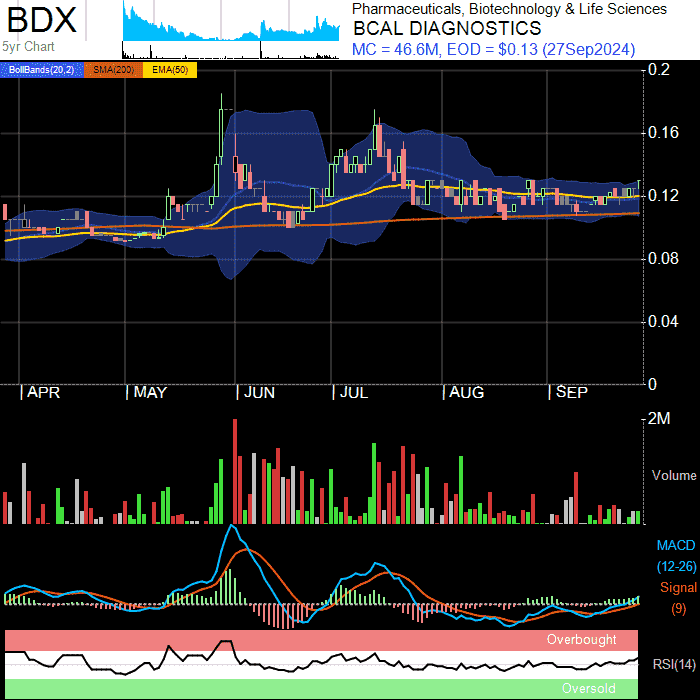 BDX
5yr Chart
Pharmaceuticals, Biotechnology & Life Sciences
BCAL DIAGNOSTICS
MC = 46.6M, EOD = $0.13 (27Sep2024)
BollBands(20,2) SMA(200) EMA(50)
0.2
0.16
0.12
0.08
0.04
0
APR MAY JUN JUL AUG SEP
2M
Volume
MACD
(12-26)
Signal
(9)
Overbought
RSI(14)
Oversold